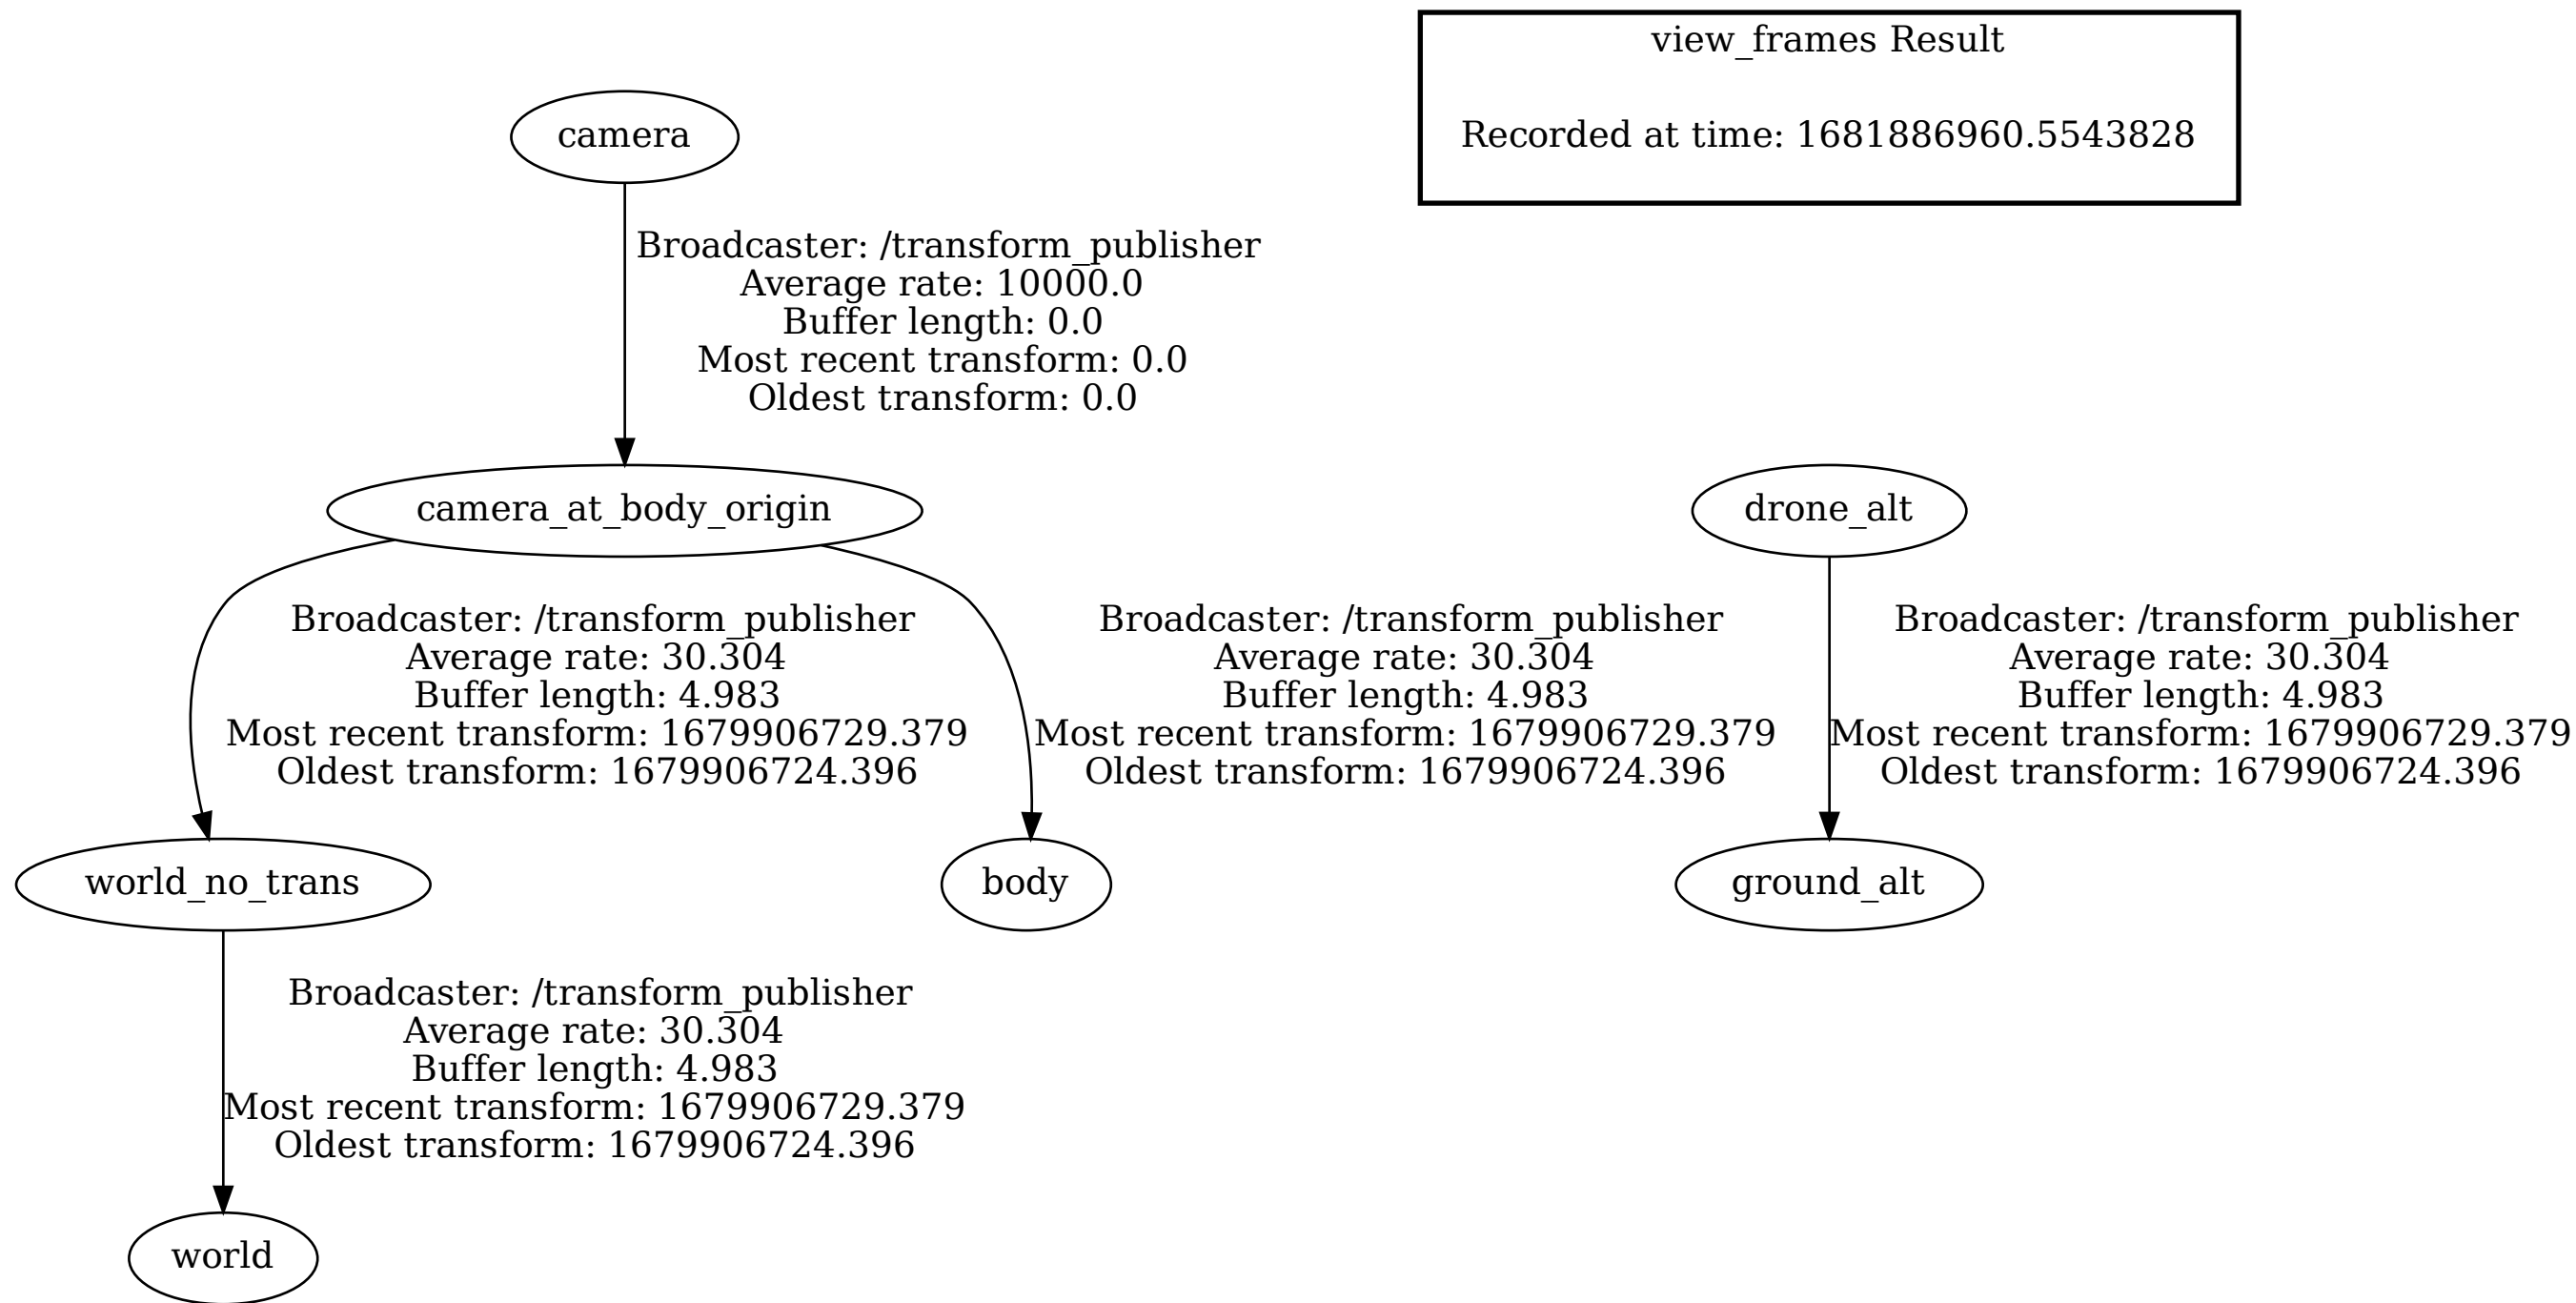 view_frames Result
Recorded at time: 1681886960.5543828
camera
Broadcaster: /transform_publisher
Average rate: 10000.0
Buffer length: 0.0
Most recent transform: 0.0
Oldest transform: 0.0
camera_at_body_origin
drone_alt
Broadcaster: /transform_publisher
Average rate: 30.304
Buffer length: 4.983
Most recent transform: 1679906729.379
Oldest transform: 1679906724.396
Broadcaster: /transform_publisher
Average rate: 30.304
Buffer length: 4.983
Most recent transform: 1679906729.379
Oldest transform: 1679906724.396
Broadcaster: /transform_publisher
Average rate: 30.304
Buffer length: 4.983
Most recent transform: 1679906729.379
Oldest transform: 1679906724.396
world_no_trans
body
ground_alt
Broadcaster: /transform_publisher
Average rate: 30.304
Buffer length: 4.983
Most recent transform: 1679906729.379
Oldest transform: 1679906724.396
world